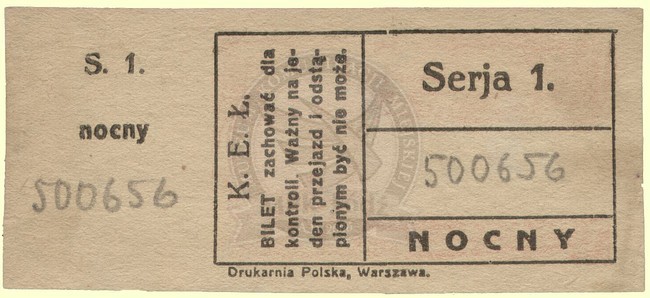 S. 1.
nocny
500656
K. E. Ł.
BILET zachować dla
kontroli. Ważny na je-
den przejazd i odstą-
pionym być nie może.
Serja 1.
500656
NOCNY
Drukarnia Polska, Warszawa.